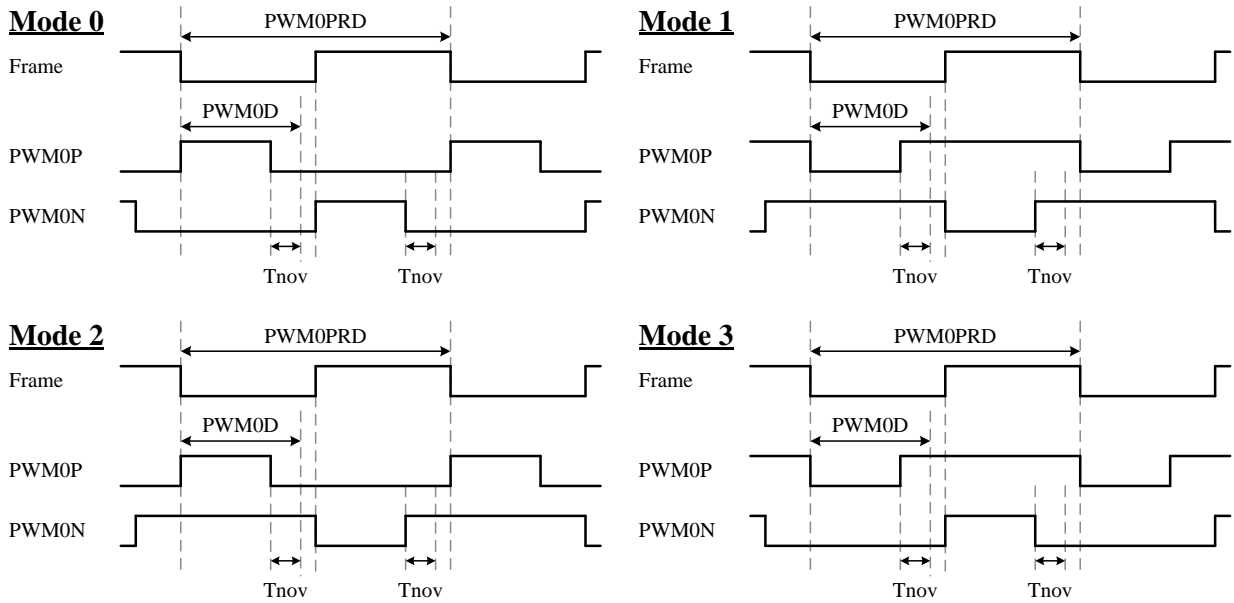 Mode 0
PWM0PRD
Frame
PWM0D
PWM0P
PWM0N
Tnov
Tnov
Mode 1
PWM0PRD
Frame
PWM0D
PWM0P
PWM0N
Tnov
Tnov
Mode 2
PWM0PRD
Frame
PWM0D
PWM0P
PWM0N
Tnov
Tnov
Mode 3
PWM0PRD
Frame
PWM0D
PWM0P
PWM0N
Tnov
Tnov